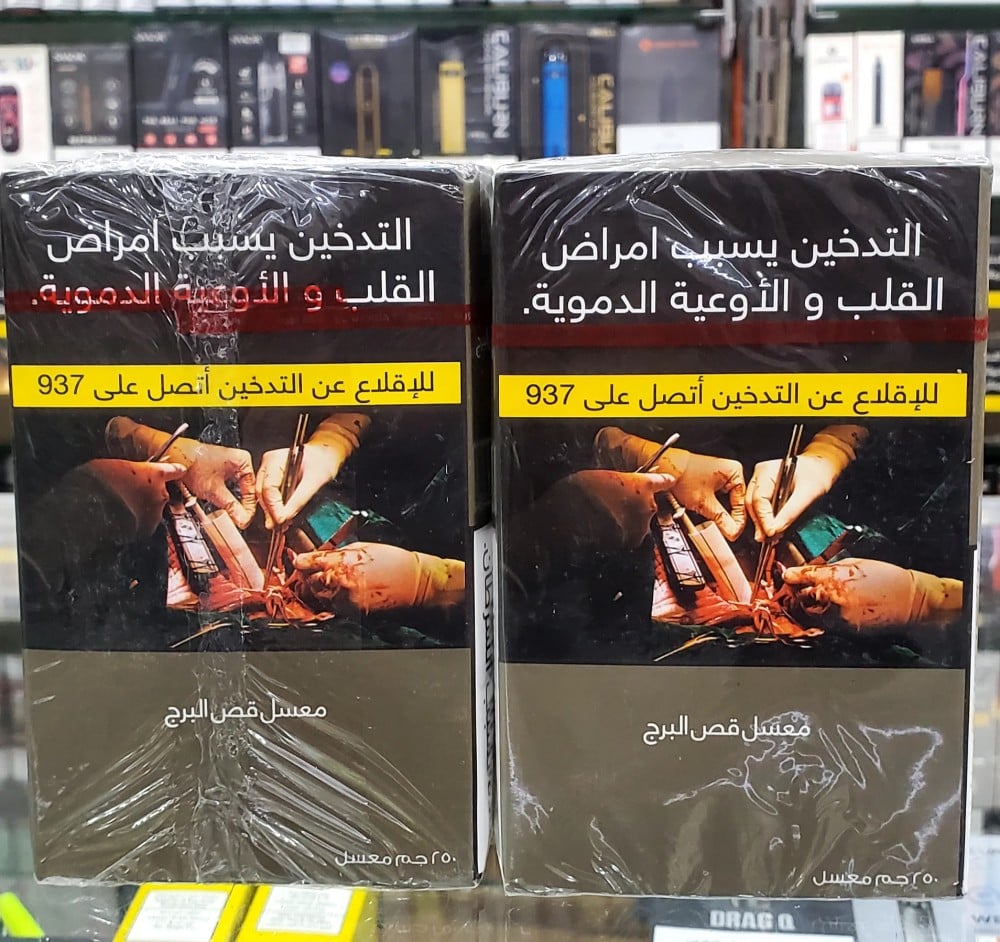 CALIBURN
CALIBURN
التدخين يسبب امراض
القلب و الأوعية الدموية.
للإقلاع عن التدخين أتصل على 937
معسل قص البرج
٢٥٠ جم معسل
التدخين يسبب امراض
القلب و الأوعية الدموية.
للإقلاع عن التدخين أتصل على 937
معسل قص البرج
٢٥٠ جم معسل
DRAG Q